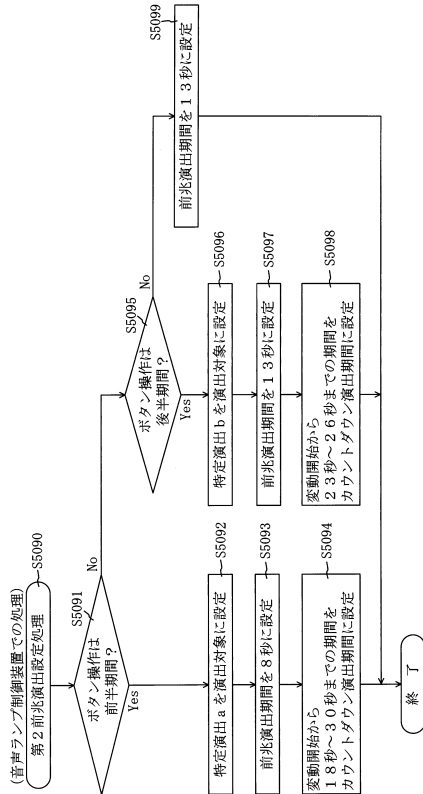 (音声ランプ制御装置での処理)
第2前兆演出設定処理
S5090
S5091
ボタン操作は
前半期間?
No
Yes
S5092
特定演出aを演出対象に設定
S5093
前兆演出期間を8秒に設定
S5094
変動開始から
18秒~30秒までの期間を
カウントダウン演出期間に設定
S5095
ボタン操作は
後半期間?
No
Yes
S5096
特定演出bを演出対象に設定
S5097
前兆演出期間を13秒に設定
S5098
変動開始から
23秒~26秒までの期間を
カウントダウン演出期間に設定
S5099
前兆演出期間を13秒に設定
終了